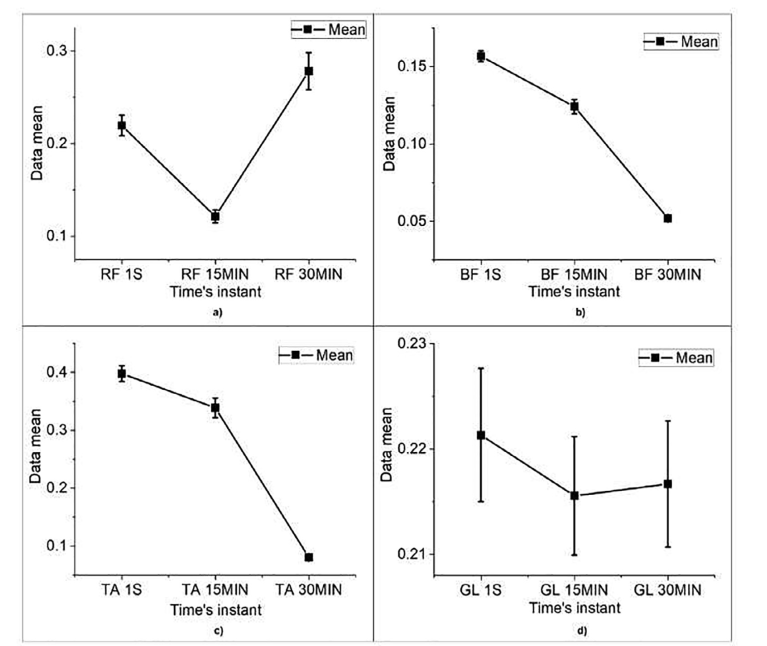 Mean
0.3
0.2
0.1
Data mean
RF 1S RF 15MIN RF 30MIN
Time's instant
a)
Mean
0.15
0.10
0.05
Data mean
BF 1S BF 15MIN BF 30MIN
Time's instant
b)
Mean
0.4
0.3
0.2
0.1
Data mean
TA 1S TA 15MIN TA 30MIN
Time's instant
c)
Mean
0.23
0.22
0.21
Data mean
GL 1S GL 15MIN GL 30MIN
Time's instant
d)